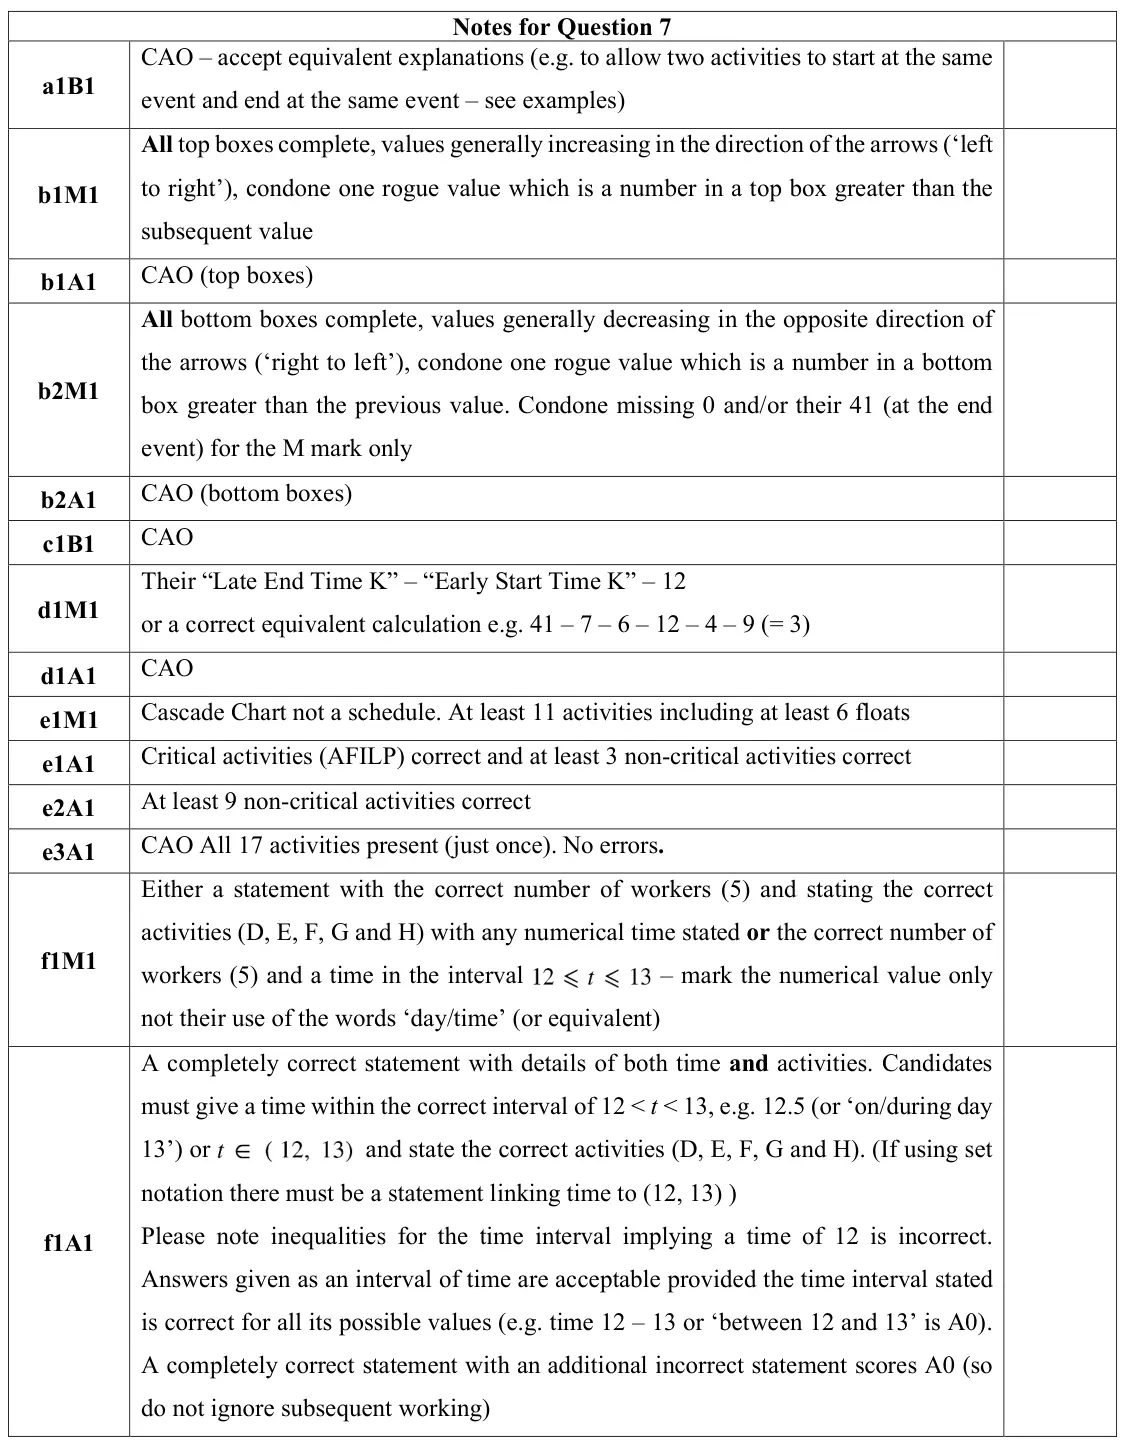 Notes for Question 7
a1B1
CAO – accept equivalent explanations (e.g. to allow two activities to start at the same
event and end at the same event – see examples)
b1M1
All top boxes complete, values generally increasing in the direction of the arrows (‘left
to right’), condone one rogue value which is a number in a top box greater than the
subsequent value
b1A1
CAO (top boxes)
b2M1
All bottom boxes complete, values generally decreasing in the opposite direction of
the arrows (‘right to left’), condone one rogue value which is a number in a bottom
box greater than the previous value. Condone missing 0 and/or their 41 (at the end
event) for the M mark only
b2A1
CAO (bottom boxes)
c1B1
CAO
d1M1
Their “Late End Time K” – “Early Start Time K” – 12
or a correct equivalent calculation e.g. 41 – 7 – 6 – 12 – 4 – 9 (= 3)
d1A1
CAO
e1M1
Cascade Chart not a schedule. At least 11 activities including at least 6 floats
e1A1
Critical activities (AFILP) correct and at least 3 non-critical activities correct
e2A1
At least 9 non-critical activities correct
e3A1
CAO All 17 activities present (just once). No errors.
f1M1
Either a statement with the correct number of workers (5) and stating the correct
activities (D, E, F, G and H) with any numerical time stated or the correct number of
workers (5) and a time in the interval 12 ⩽ t ⩽ 13 – mark the numerical value only
not their use of the words ‘day/time’ (or equivalent)
f1A1
A completely correct statement with details of both time and activities. Candidates
must give a time within the correct interval of 12 < t < 13, e.g. 12.5 (or ‘on/during day
13’) or t ∈ ( 12, 13) and state the correct activities (D, E, F, G and H). (If using set
notation there must be a statement linking time to (12, 13) )
Please note inequalities for the time interval implying a time of 12 is incorrect.
Answers given as an interval of time are acceptable provided the time interval stated
is correct for all its possible values (e.g. time 12 – 13 or ‘between 12 and 13’ is A0).
A completely correct statement with an additional incorrect statement scores A0 (so
do not ignore subsequent working)